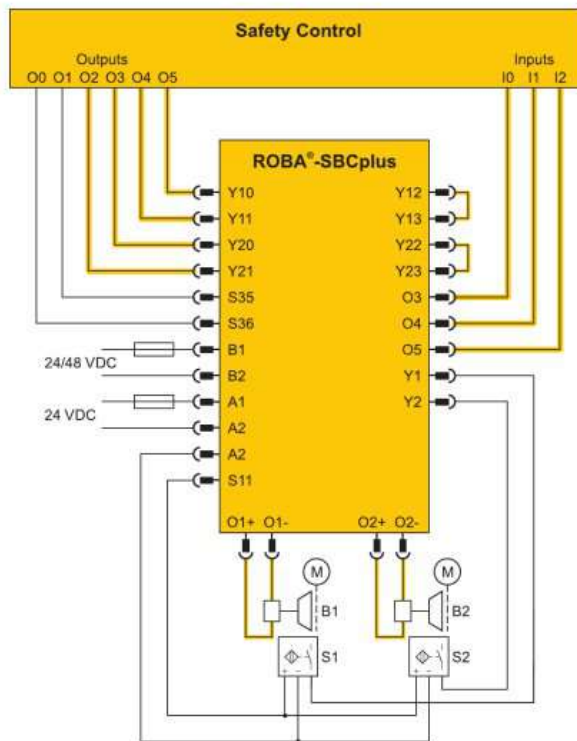 Safety Control
Outputs Inputs
O0 O1 O2 O3 O4 O5 I0 I1 I2
ROBA®-SBCplus
Y10 Y12
Y11 Y13
Y20 Y22
Y21 Y23
S35 O3
S36 O4
B1 O5
24/48 VDC
B2 Y1
A1 Y2
24 VDC
A2
A2
S11
O1+ O1- O2+ O2-
M M
B1 B2
S1 S2
+ - + -